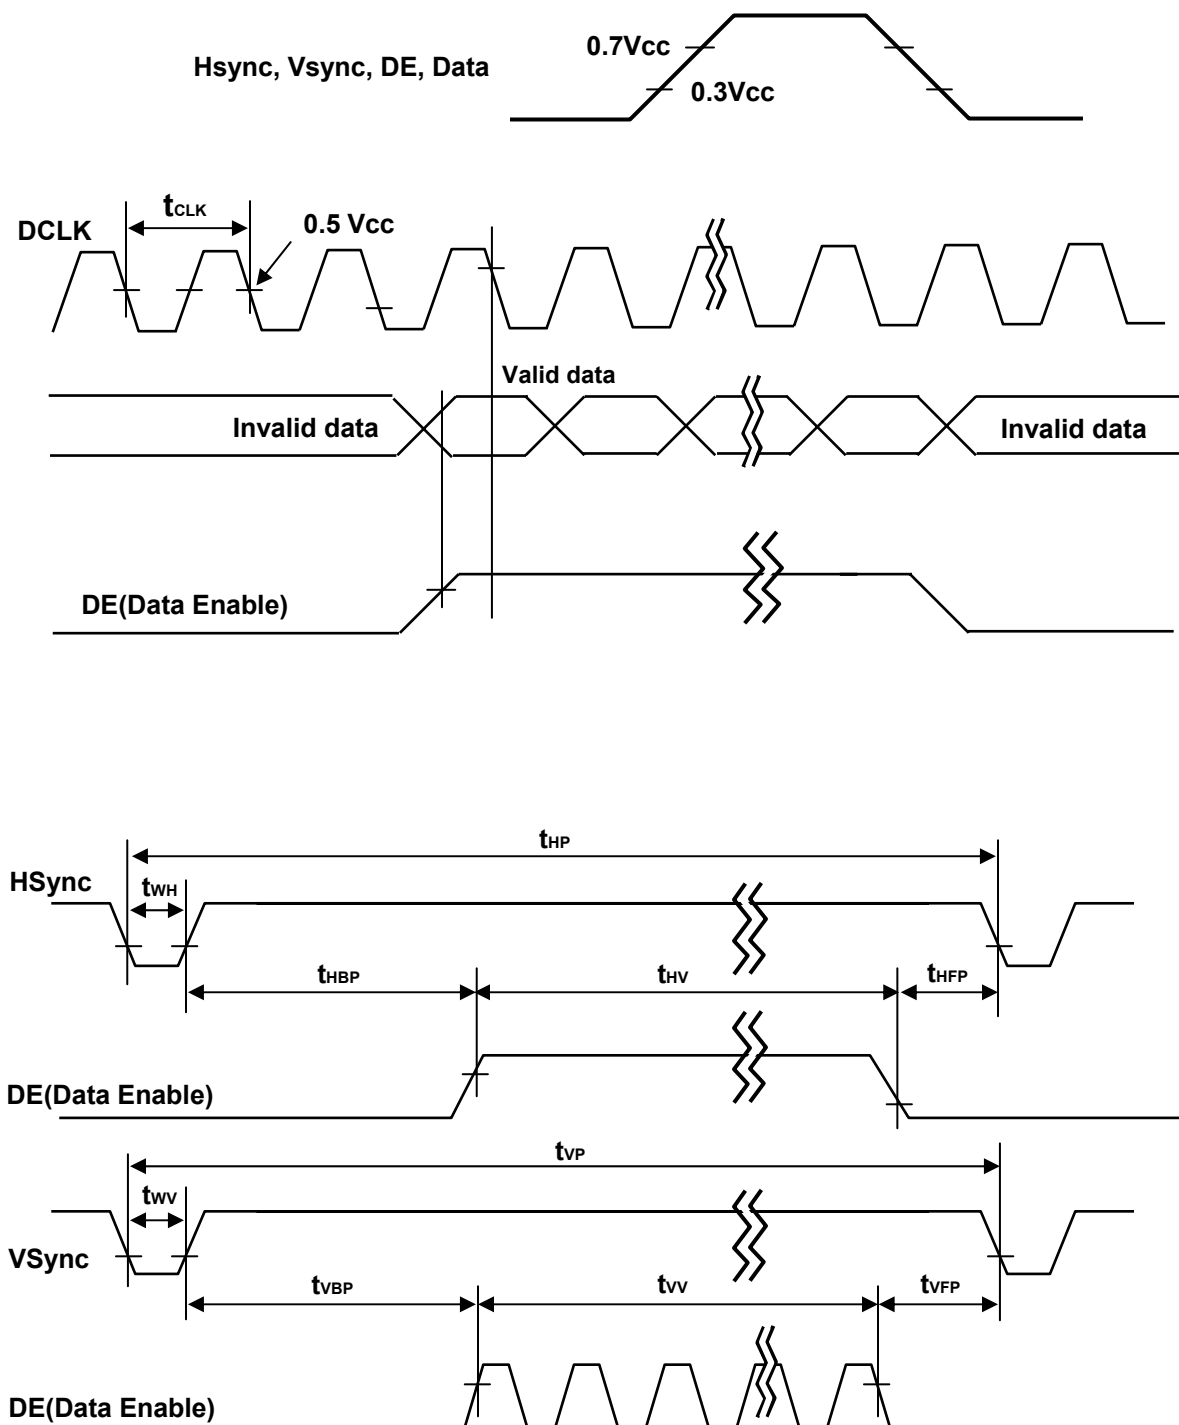 0.7Vcc
Hsync, Vsync, DE, Data
0.3Vcc
tCLK
DCLK
0.5 Vcc
Valid data
Invalid data
Invalid data
DE(Data Enable)
tHP
HSync
tWH
tHBP
tHV
tHFP
DE(Data Enable)
tVP
tWV
VSync
tVBP
tVV
tVFP
DE(Data Enable)